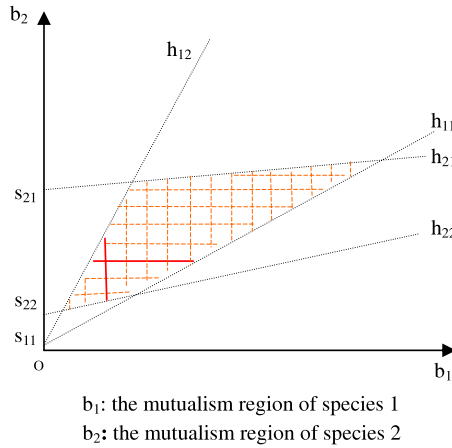 b2
h12
h11
h21
s21
h22
s22
s11
O
b1
b1: the mutualism region of species 1
b2: the mutualism region of species 2